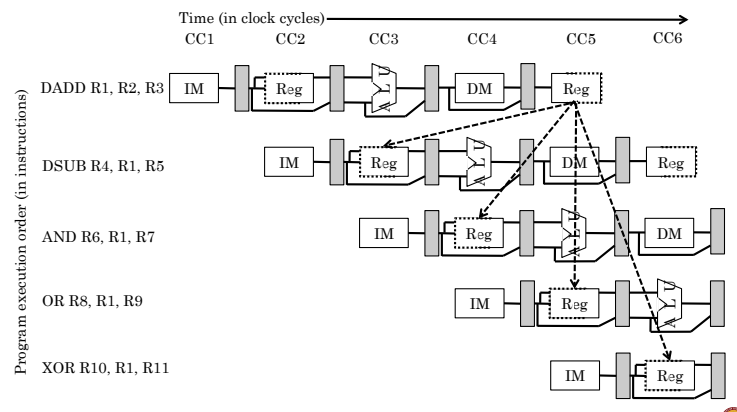 Time (in clock cycles)
CC1 CC2 CC3 CC4 CC5 CC6
Program execution order (in instructions)
DADD R1, R2, R3 IM Reg ALU DM Reg
DSUB R4, R1, R5 IM Reg ALU DM Reg
AND R6, R1, R7 IM Reg ALU DM
OR R8, R1, R9 IM Reg ALU
XOR R10, R1, R11 IM Reg